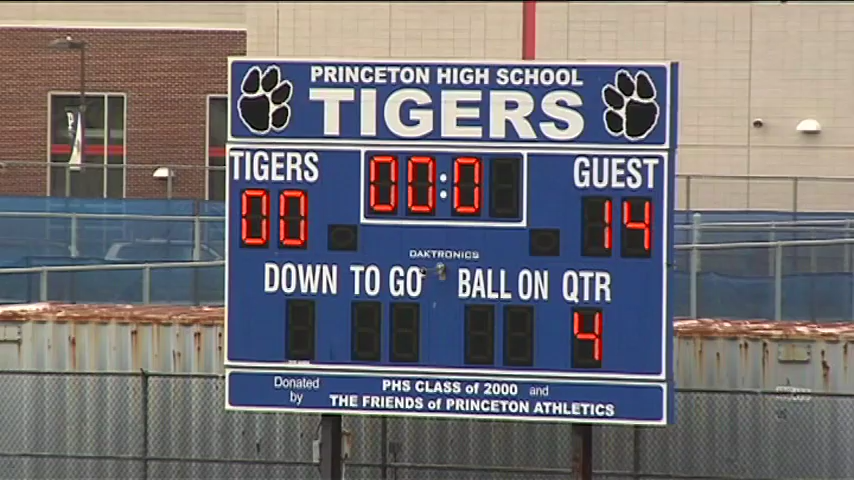 PRINCETON HIGH SCHOOL
TIGERS
TIGERS 00:0 GUEST
00 14
DAKTRONICS
DOWN TO GO BALL ON QTR
4
Donated by PHS CLASS of 2000 and
THE FRIENDS of PRINCETON ATHLETICS